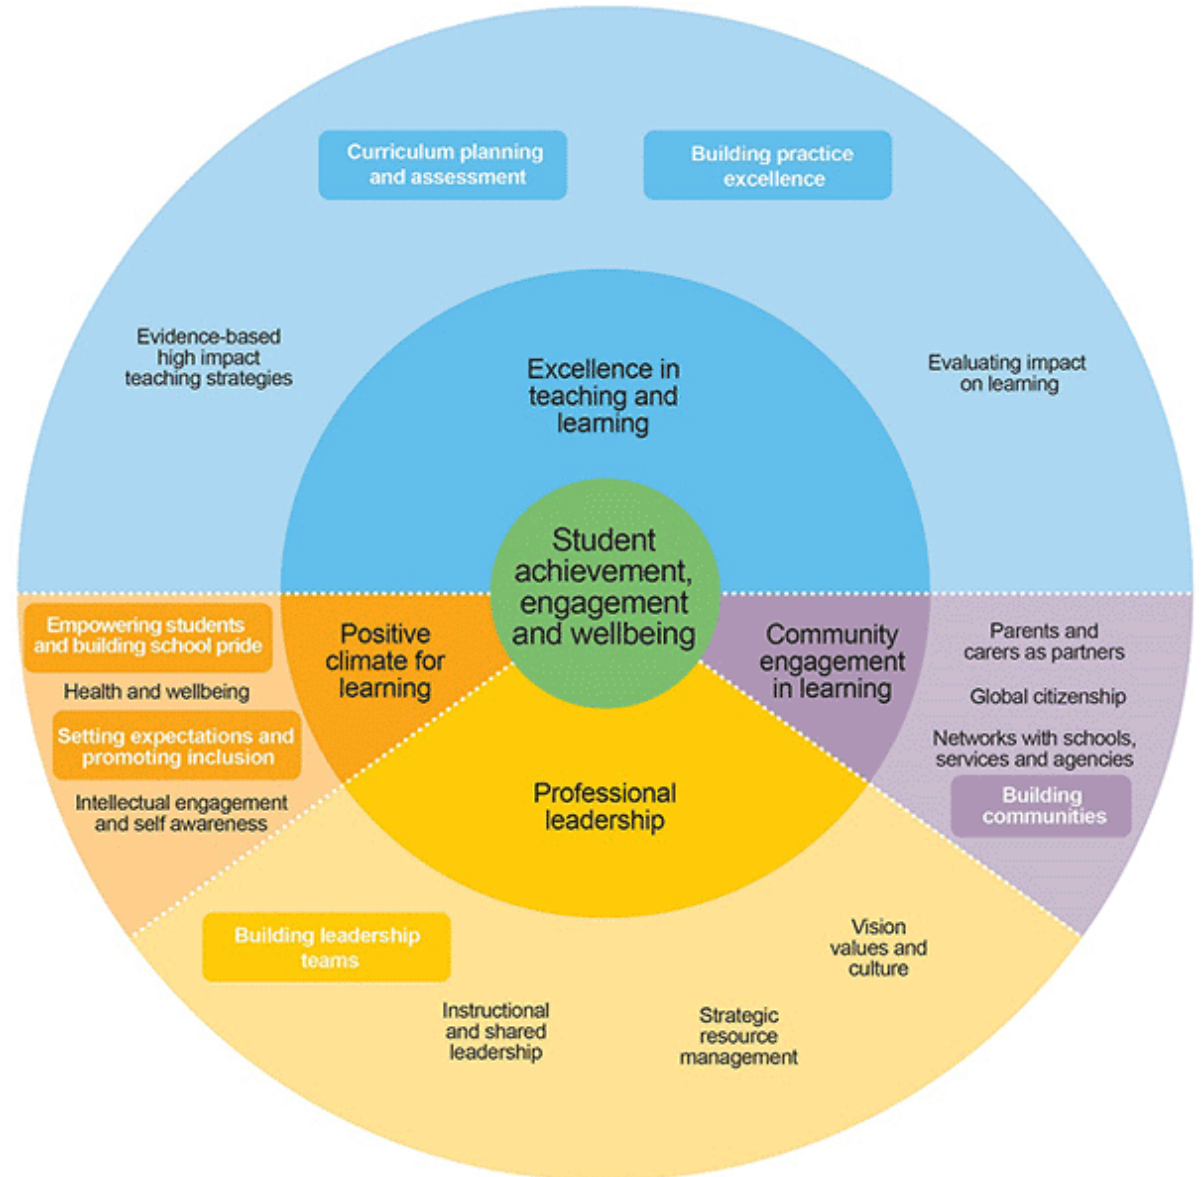 Curriculum planning
and assessment
Building practice
excellence
Evidence-based
high impact
teaching strategies
Excellence in
teaching and
learning
Evaluating impact
on learning
Student
achievement,
engagement
and wellbeing
Empowering students
and building school pride
Health and wellbeing
Setting expectations and
promoting inclusion
Intellectual engagement
and self awareness
Positive
climate for
learning
Community
engagement
in learning
Parents and
carers as partners
Global citizenship
Networks with schools,
services and agencies
Building
communities
Professional
leadership
Building leadership
teams
Instructional
and shared
leadership
Strategic
resource
management
Vision
values and
culture